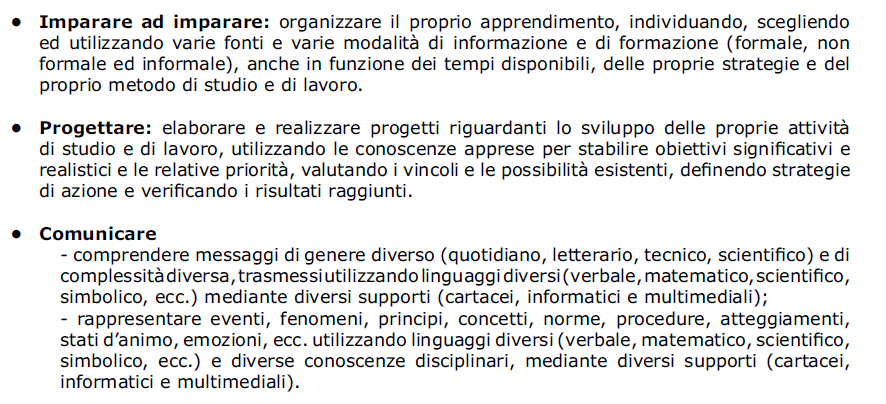 ● Imparare ad imparare: organizzare il proprio apprendimento, individuando, scegliendo
ed utilizzando varie fonti e varie modalità di informazione e di formazione (formale, non
formale ed informale), anche in funzione dei tempi disponibili, delle proprie strategie e del
proprio metodo di studio e di lavoro.
● Progettare: elaborare e realizzare progetti riguardanti lo sviluppo delle proprie attività
di studio e di lavoro, utilizzando le conoscenze apprese per stabilire obiettivi significativi e
realistici e le relative priorità, valutando i vincoli e le possibilità esistenti, definendo strategie
di azione e verificando i risultati raggiunti.
● Comunicare
- comprendere messaggi di genere diverso (quotidiano, letterario, tecnico, scientifico) e di
complessità diversa, trasmessi utilizzando linguaggi diversi (verbale, matematico, scientifico,
simbolico, ecc.) mediante diversi supporti (cartacei, informatici e multimediali);
- rappresentare eventi, fenomeni, principi, concetti, norme, procedure, atteggiamenti,
stati d’animo, emozioni, ecc. utilizzando linguaggi diversi (verbale, matematico, scientifico,
simbolico, ecc.) e diverse conoscenze disciplinari, mediante diversi supporti (cartacei,
informatici e multimediali).